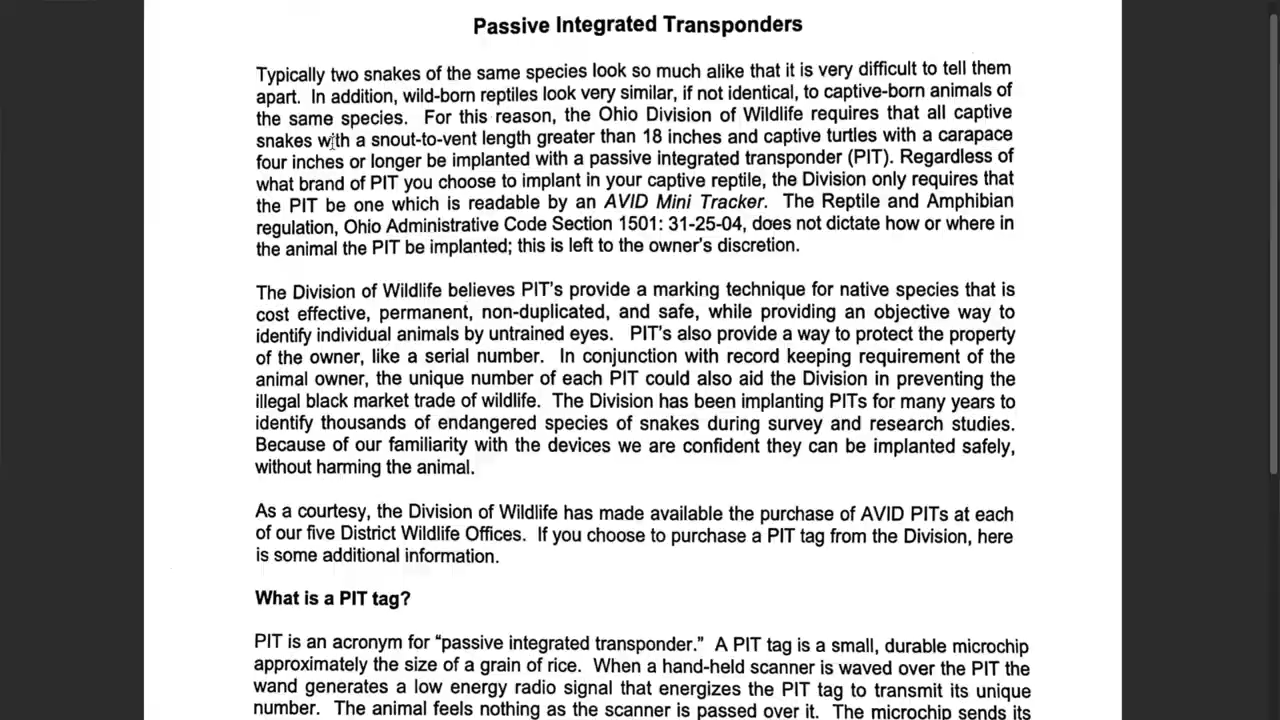 Passive Integrated Transponders
Typically two snakes of the same species look so much alike that it is very difficult to tell them
apart. In addition, wild-born reptiles look very similar, if not identical, to captive-born animals of
the same species. For this reason, the Ohio Division of Wildlife requires that all captive
snakes with a snout-to-vent length greater than 18 inches and captive turtles with a carapace
four inches or longer be implanted with a passive integrated transponder (PIT). Regardless of
what brand of PIT you choose to implant in your captive reptile, the Division only requires that
the PIT be one which is readable by an AVID Mini Tracker. The Reptile and Amphibian
regulation, Ohio Administrative Code Section 1501: 31-25-04, does not dictate how or where in
the animal the PIT be implanted; this is left to the owner's discretion.
The Division of Wildlife believes PIT's provide a marking technique for native species that is
cost effective, permanent, non-duplicated, and safe, while providing an objective way to
identify individual animals by untrained eyes. PIT's also provide a way to protect the property
of the owner, like a serial number. In conjunction with record keeping requirement of the
animal owner, the unique number of each PIT could also aid the Division in preventing the
illegal black market trade of wildlife. The Division has been implanting PITs for many years to
identify thousands of endangered species of snakes during survey and research studies.
Because of our familiarity with the devices we are confident they can be implanted safely,
without harming the animal.
As a courtesy, the Division of Wildlife has made available the purchase of AVID PITs at each
of our five District Wildlife Offices. If you choose to purchase a PIT tag from the Division, here
is some additional information.
What is a PIT tag?
PIT is an acronym for “passive integrated transponder.” A PIT tag is a small, durable microchip
approximately the size of a grain of rice. When a hand-held scanner is waved over the PIT the
wand generates a low energy radio signal that energizes the PIT tag to transmit its unique
number. The animal feels nothing as the scanner is passed over it. The microchip sends its